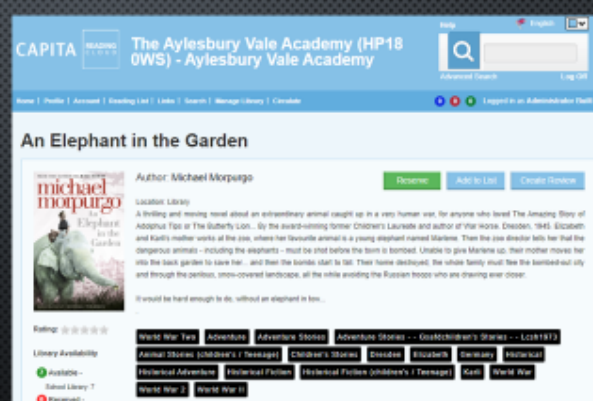 Help English
CAPITA READING CLOUD The Aylesbury Vale Academy (HP18
0WS) - Aylesbury Vale Academy
Advanced Search Log Off
Home | Profile | Account | Reading List | Links | Search | Manage Library | Circulate
Logged in as Administrator
An Elephant in the Garden
michael
morpurgo
An
Elephant
in the
Garden
Author: Michael Morpurgo
Reserve Add to List Create Review
Location: Library
A thrilling and moving novel about an extraordinary animal caught up in a very human war, for anyone who loved The Amazing Story of
Adolphus Tips or The Butterfly Lion... By the award-winning former Children's Laureate and author of War Horse. Dresden, 1945. Elizabeth
and Karli's mother works at the zoo, where her favourite animal is a young elephant named Marlene. Then the zoo director tells her that the
dangerous animals - including the elephants - must be shot before the town is bombed. Unable to give Marlene up, their mother moves her
into the back garden to save her... and then the bombs start to fall. Their home destroyed, the whole family must flee the bombed-out city
and through the perilous, snow-covered landscape, all the while avoiding the Russian troops who are drawing ever closer.
It would be hard enough to do, without an elephant in tow...
Rating:
World War Two Adventure Adventure Stories Adventure Stories - - Stories - -
Library Availability
Animal Stories (children's / Teenage) Children's Stories Dresden Elizabeth Germany Historical
Available -
Historical Adventure Historical Fiction Historical Fiction (children's / Teenage) Karli World War
School Library 7
World War 2 World War II
Reserved -